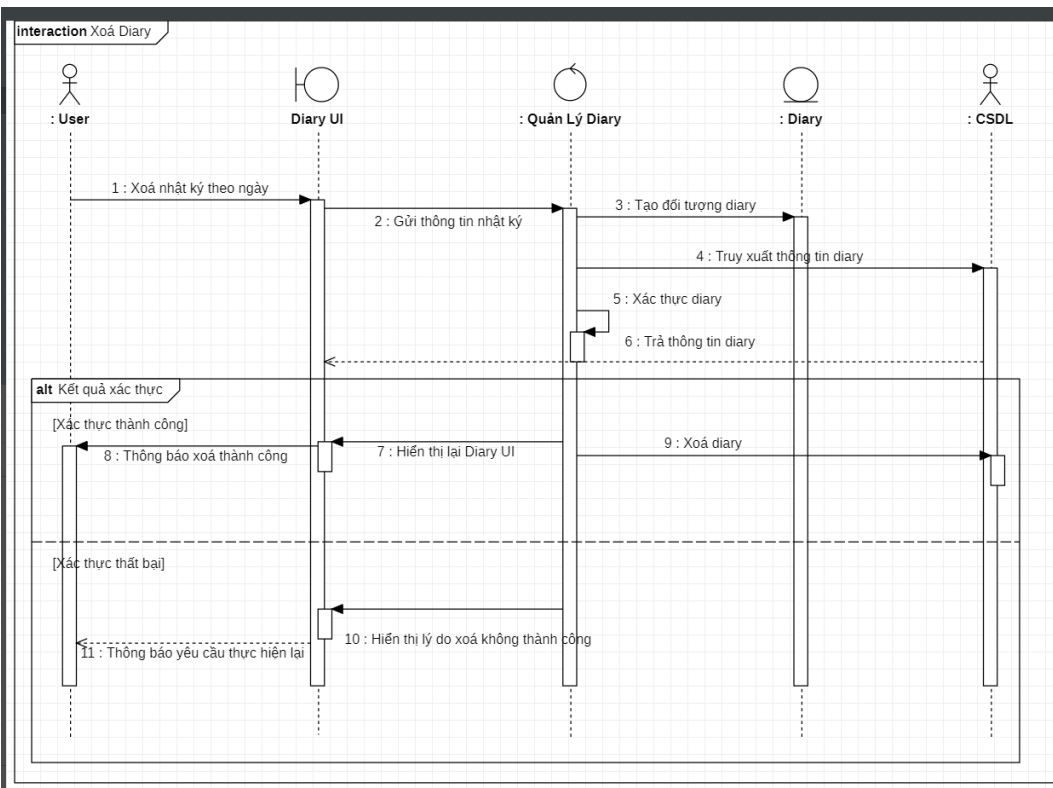 interaction Xoá Diary
: User
Diary UI
: Quản Lý Diary
: Diary
: CSDL
1 : Xoá nhật ký theo ngày
2 : Gửi thông tin nhật ký
3 : Tạo đối tượng diary
4 : Truy xuất thông tin diary
5 : Xác thực diary
6 : Trả thông tin diary
alt Kết quả xác thực
[Xác thực thành công]
7 : Hiển thị lại Diary UI
8 : Thông báo xoá thành công
9 : Xoá diary
[Xác thực thất bại]
10 : Hiển thị lý do xoá không thành công
11 : Thông báo yêu cầu thực hiện lại